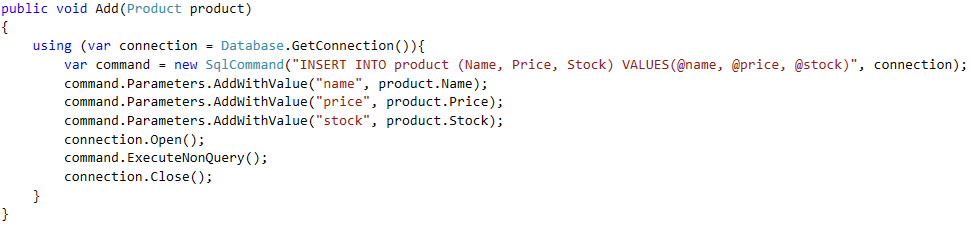 public void Add(Product product)
{
    using (var connection = Database.GetConnection()){
        var command = new SqlCommand("INSERT INTO product (Name, Price, Stock) VALUES(@name, @price, @stock)", connection);
        command.Parameters.AddWithValue("name", product.Name);
        command.Parameters.AddWithValue("price", product.Price);
        command.Parameters.AddWithValue("stock", product.Stock);
        connection.Open();
        command.ExecuteNonQuery();
        connection.Close();
    }
}